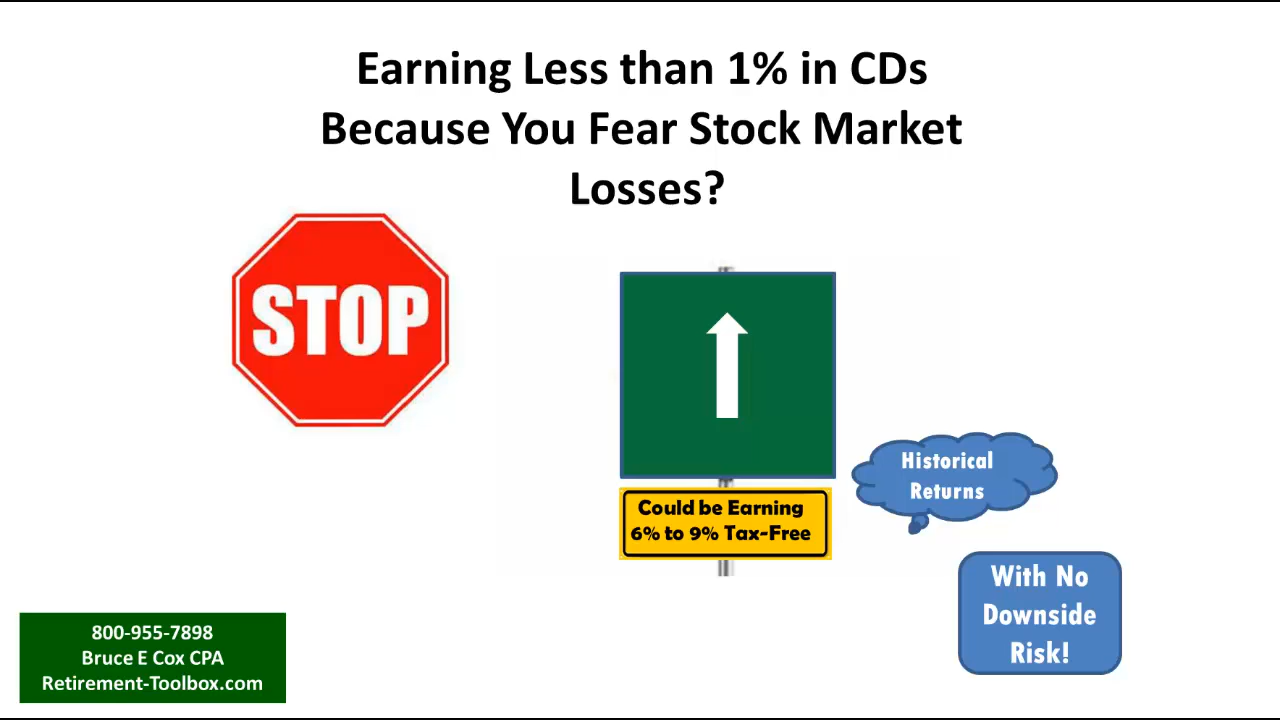 Earning Less than 1% in CDs
Because You Fear Stock Market
Losses?
STOP
Could be Earning
6% to 9% Tax-Free
Historical
Returns
With No
Downside
Risk!
800-955-7898
Bruce E Cox CPA
Retirement-Toolbox.com